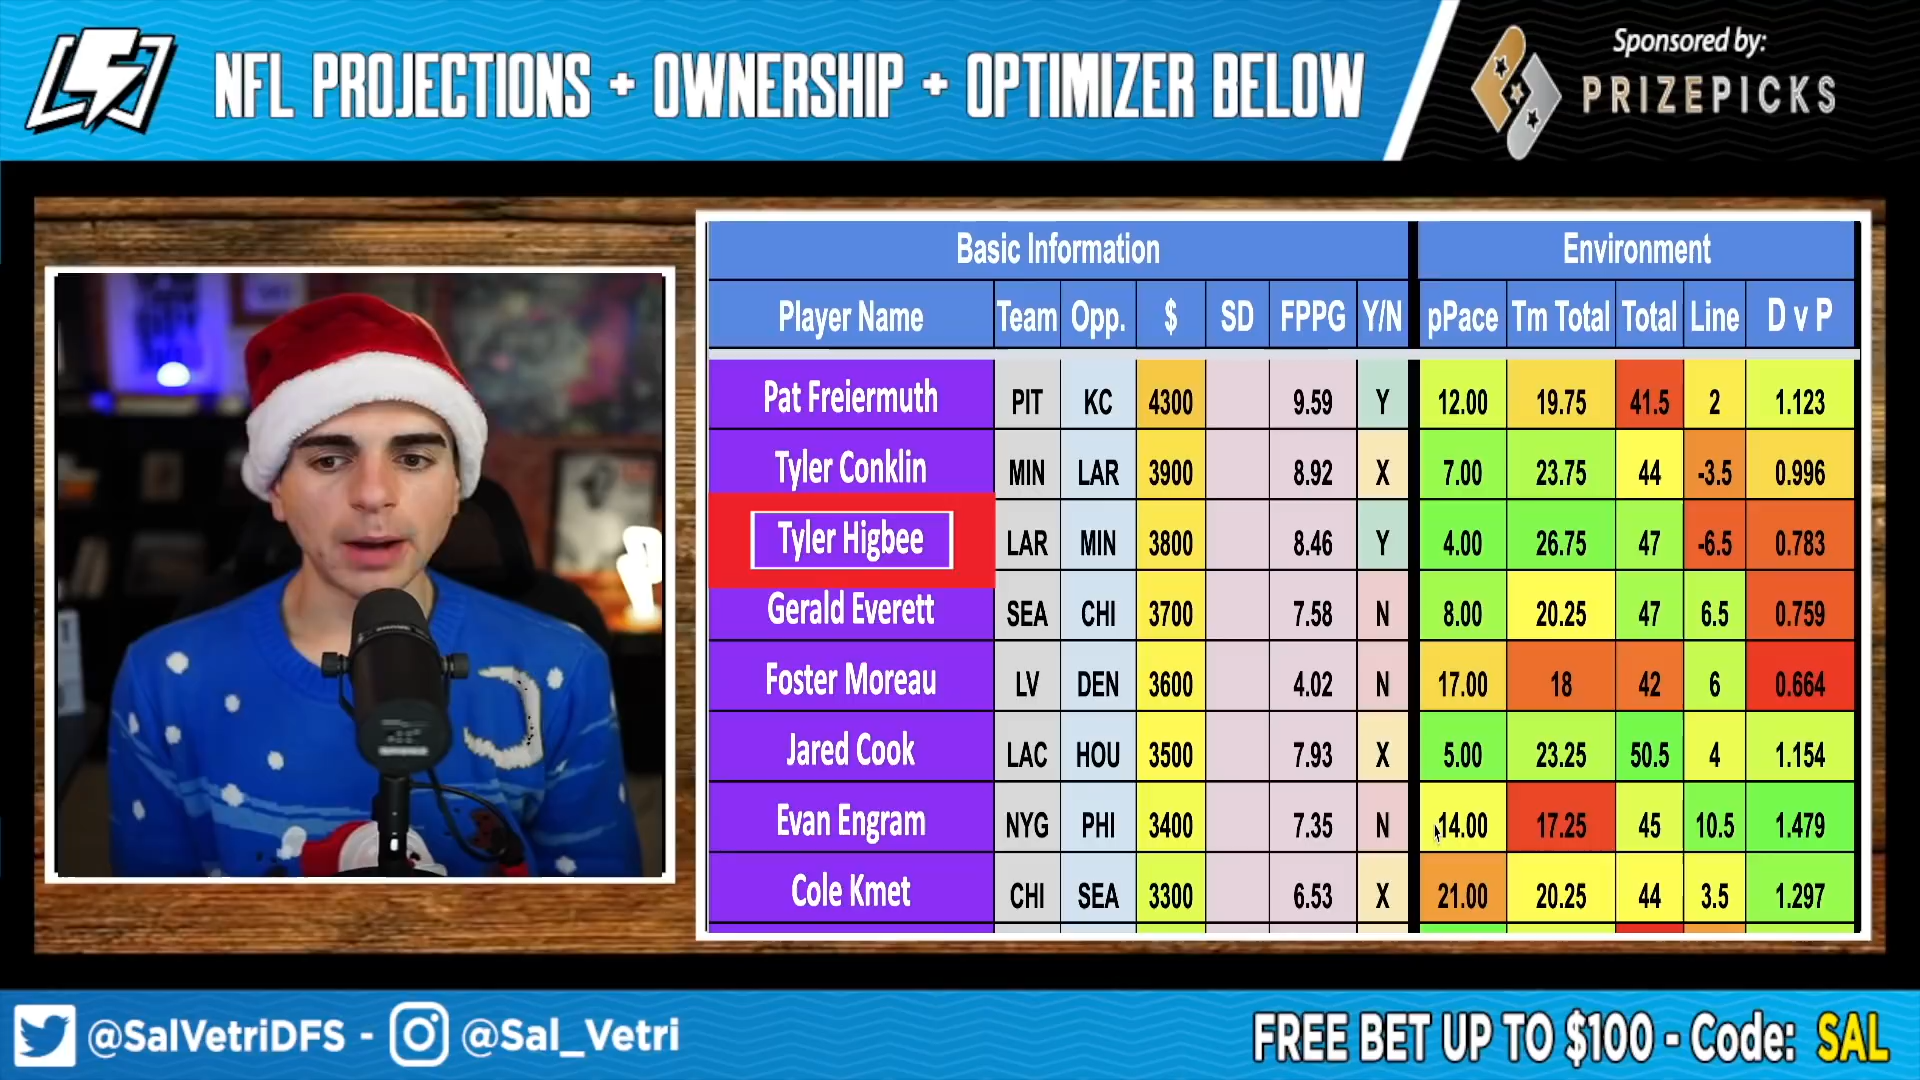 NFL PROJECTIONS + OWNERSHIP + OPTIMIZER BELOW
Sponsored by:
PRIZEPICKS
Basic Information Environment
Player Name Team Opp. $ SD FPPG Y/N pPace Tm Total Total Line D v P
Pat Freiermuth PIT KC 4300 9.59 Y 12.00 19.75 41.5 2 1.123
Tyler Conklin MIN LAR 3900 8.92 X 7.00 23.75 44 -3.5 0.996
Tyler Higbee LAR MIN 3800 8.46 Y 4.00 26.75 47 -6.5 0.783
Gerald Everett SEA CHI 3700 7.58 N 8.00 20.25 47 6.5 0.759
Foster Moreau LV DEN 3600 4.02 N 17.00 18 42 6 0.664
Jared Cook LAC HOU 3500 7.93 X 5.00 23.25 50.5 4 1.154
Evan Engram NYG PHI 3400 7.35 N 14.00 17.25 45 10.5 1.479
Cole Kmet CHI SEA 3300 6.53 X 21.00 20.25 44 3.5 1.297
@SalVetriDFS - @Sal_Vetri
FREE BET UP TO $100 - Code: SAL